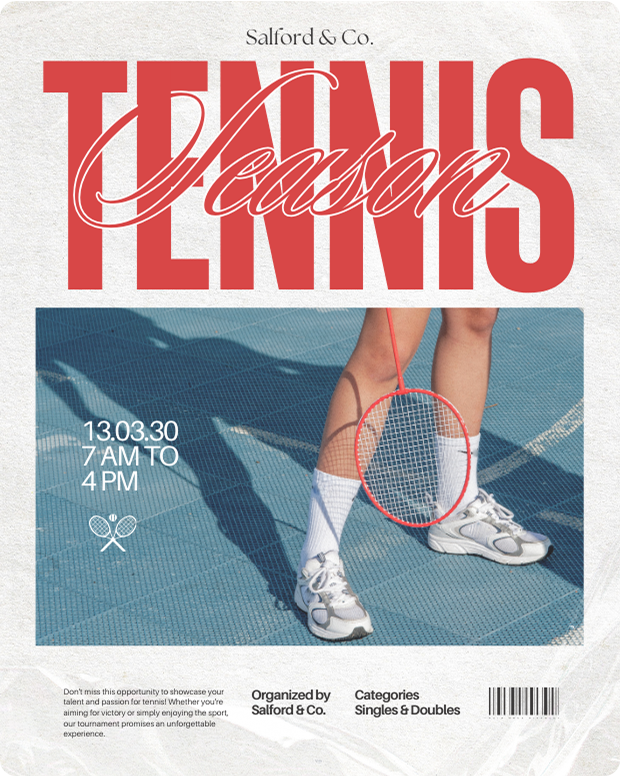 Salford & Co.
TENNIS
Season
13.03.30
7 AM TO
4 PM
Don't miss this opportunity to showcase your
talent and passion for tennis! Whether you're
aiming for victory or simply enjoying the sport,
our tournament promises an unforgettable
experience.
Organized by
Salford & Co.
Categories
Singles & Doubles